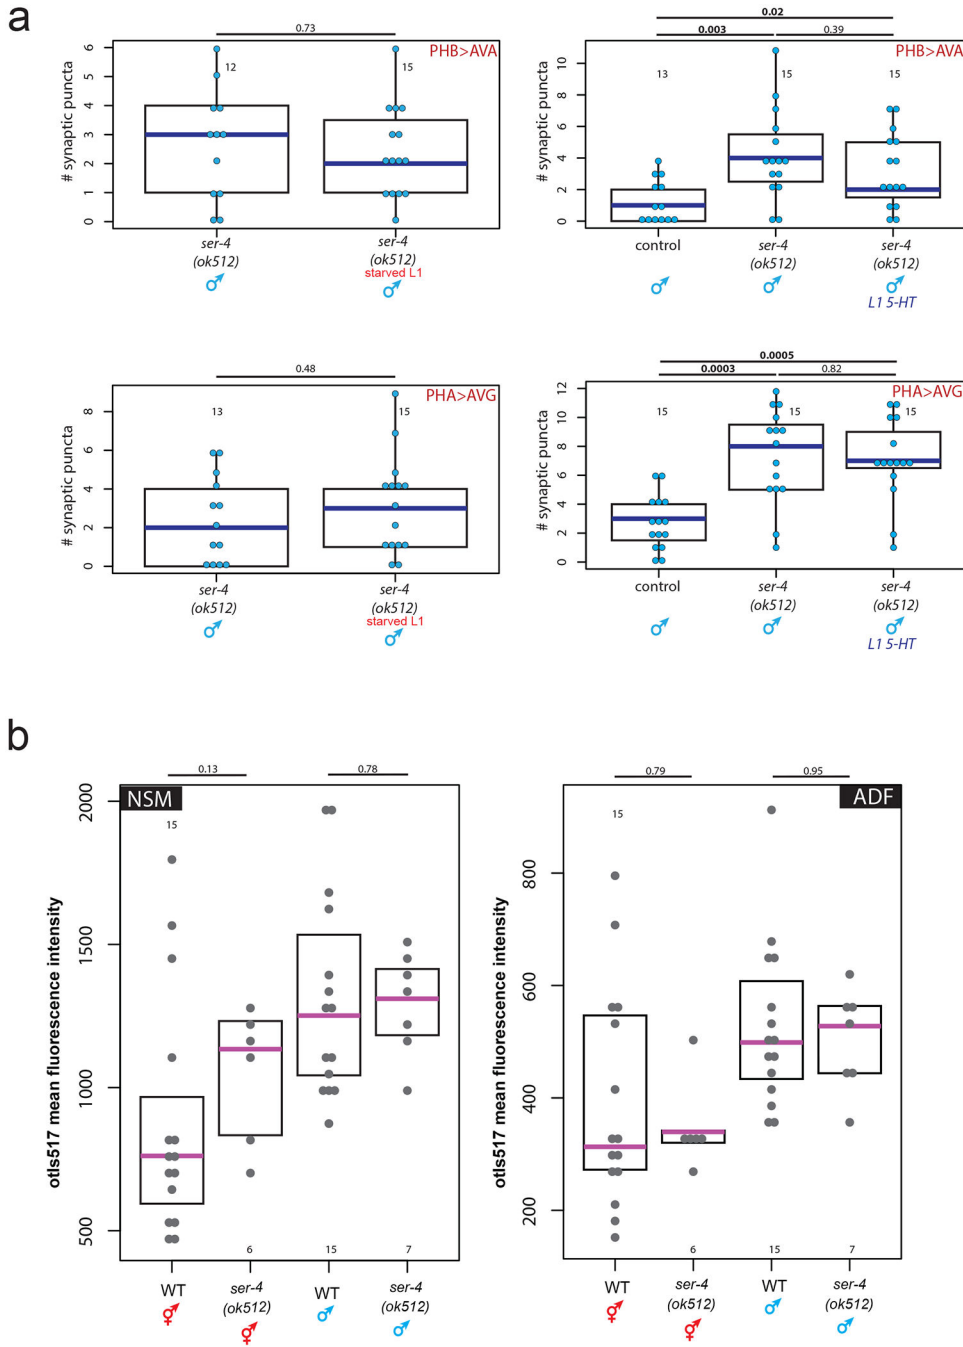 a
0.73
PHB>AVA
12
15
# synaptic puncta
6
5
4
3
2
1
0
ser-4
(ok512)
ser-4
(ok512)
starved L1
0.02
0.003
0.39
PHB>AVA
13
15
15
# synaptic puncta
10
8
6
4
2
0
control
ser-4
(ok512)
ser-4
(ok512)
L1 5-HT
0.48
PHA>AVG
13
15
# synaptic puncta
8
6
4
2
0
ser-4
(ok512)
ser-4
(ok512)
starved L1
0.0005
0.0003
0.82
PHA>AVG
15
15
15
# synaptic puncta
12
10
8
6
4
2
0
control
ser-4
(ok512)
ser-4
(ok512)
L1 5-HT
b
0.13
0.78
NSM
15
otIs517 mean fluorescence intensity
2000
1500
1000
500
6
15
7
WT
ser-4
(ok512)
WT
ser-4
(ok512)
0.79
0.95
ADF
15
otIs517 mean fluorescence intensity
800
600
400
200
6
15
7
WT
ser-4
(ok512)
WT
ser-4
(ok512)